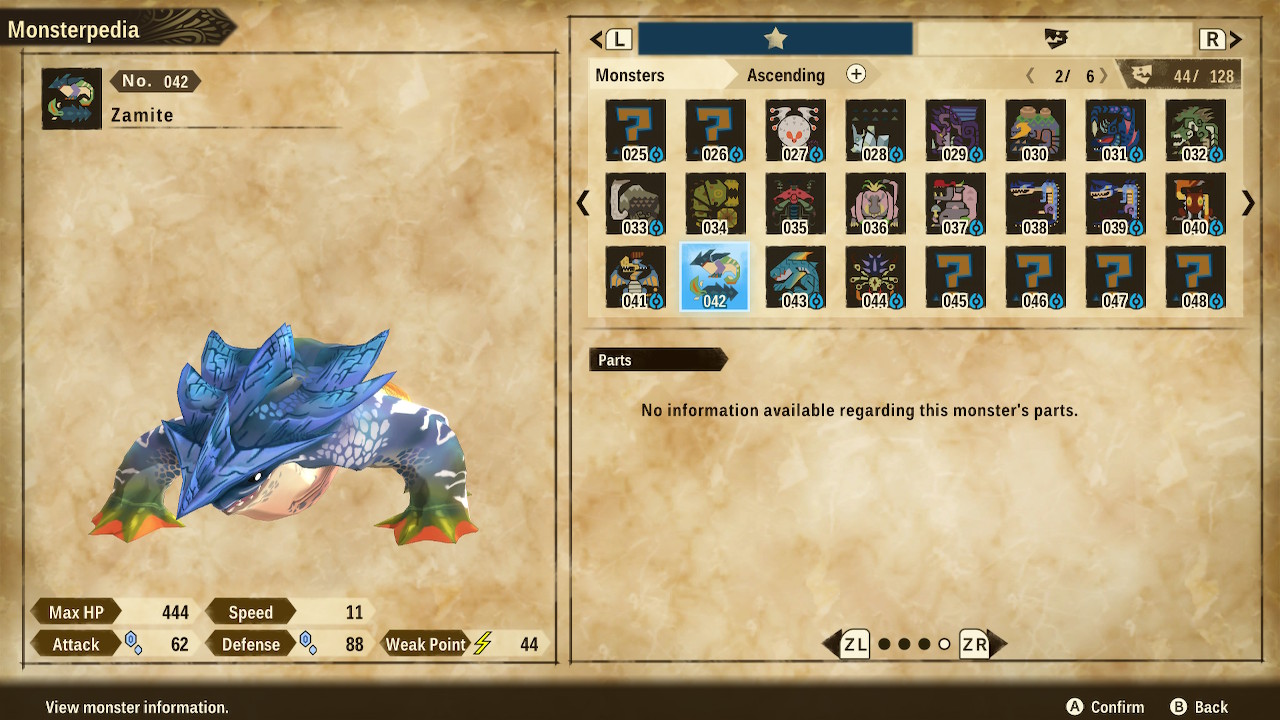 Monsterpedia
No. 042
Zamite
Max HP 444 Speed 11
Attack 62 Defense 88 Weak Point 44
L R
Monsters Ascending 2/ 6 44/ 128
025 026 027 028 029 030 031 032
033 034 035 036 037 038 039 040
041 042 043 044 045 046 047 048
Parts
No information available regarding this monster's parts.
ZL ZR
View monster information.
A Confirm B Back